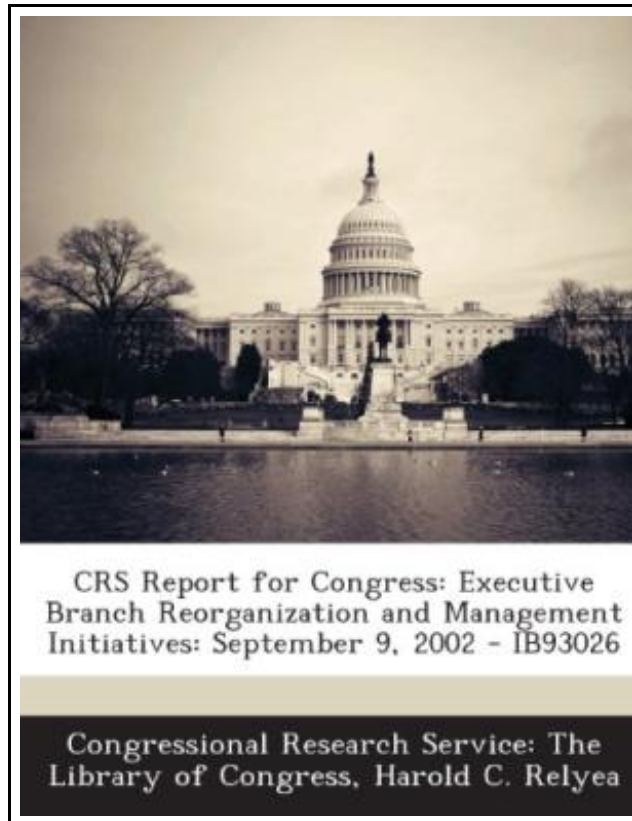 CRS Report for Congress: Executive
Branch Reorganization and Management
Initiatives: September 9, 2002 - IB93026
Congressional Research Service: The
Library of Congress, Harold C. Relyea